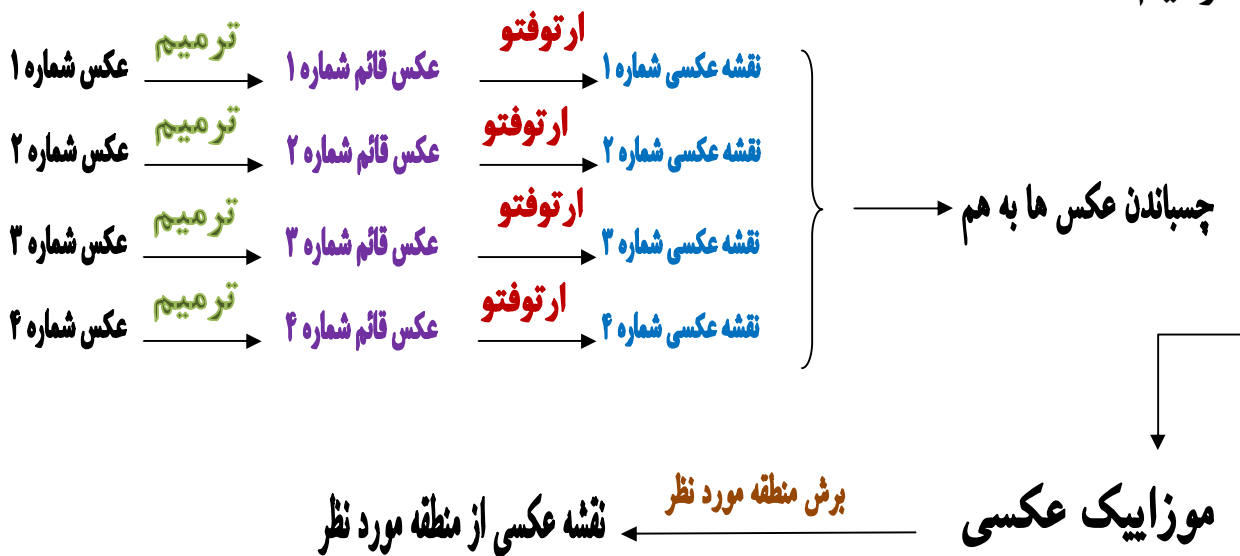 ترمیم
ارتوفتو
عکس شماره ۱
عکس قائم شماره ۱
نقشه عکسی شماره ۱
ترمیم
ارتوفتو
عکس شماره ۲
عکس قائم شماره ۲
نقشه عکسی شماره ۲
ترمیم
ارتوفتو
عکس شماره ۳
عکس قائم شماره ۳
نقشه عکسی شماره ۳
ترمیم
ارتوفتو
عکس شماره ۴
عکس قائم شماره ۴
نقشه عکسی شماره ۴
چسباندن عکس ها به هم
موزاییک عکسی
برش منطقه مورد نظر
نقشه عکسی از منطقه مورد نظر